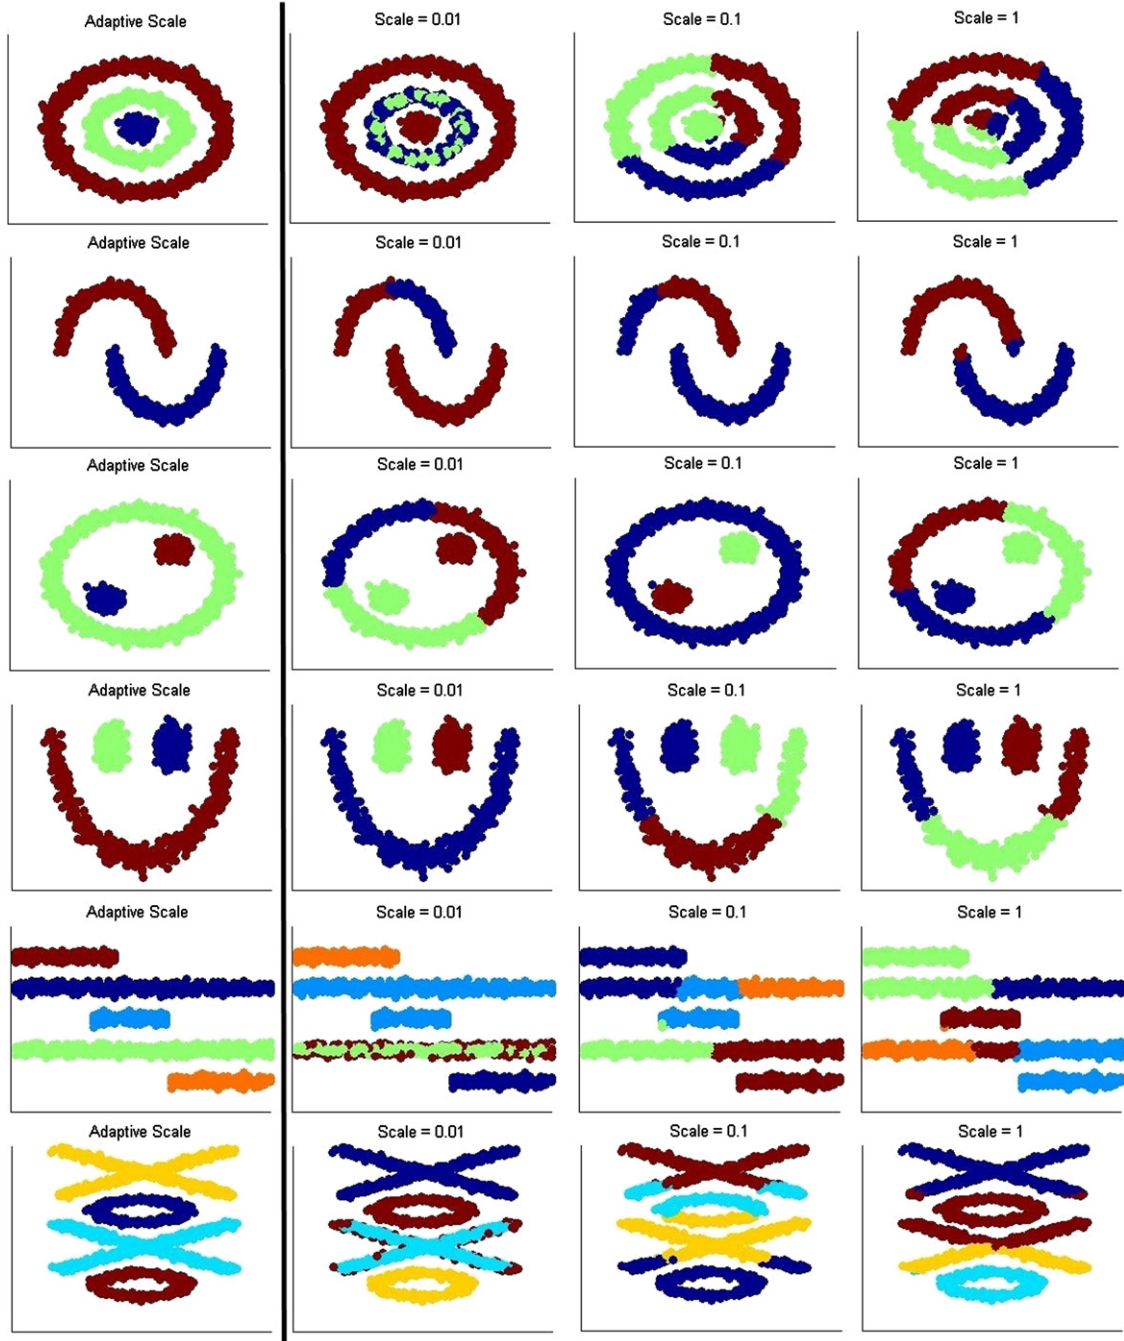 Adaptive Scale
Scale = 0.01
Scale = 0.1
Scale = 1
Adaptive Scale
Scale = 0.01
Scale = 0.1
Scale = 1
Adaptive Scale
Scale = 0.01
Scale = 0.1
Scale = 1
Adaptive Scale
Scale = 0.01
Scale = 0.1
Scale = 1
Adaptive Scale
Scale = 0.01
Scale = 0.1
Scale = 1
Adaptive Scale
Scale = 0.01
Scale = 0.1
Scale = 1